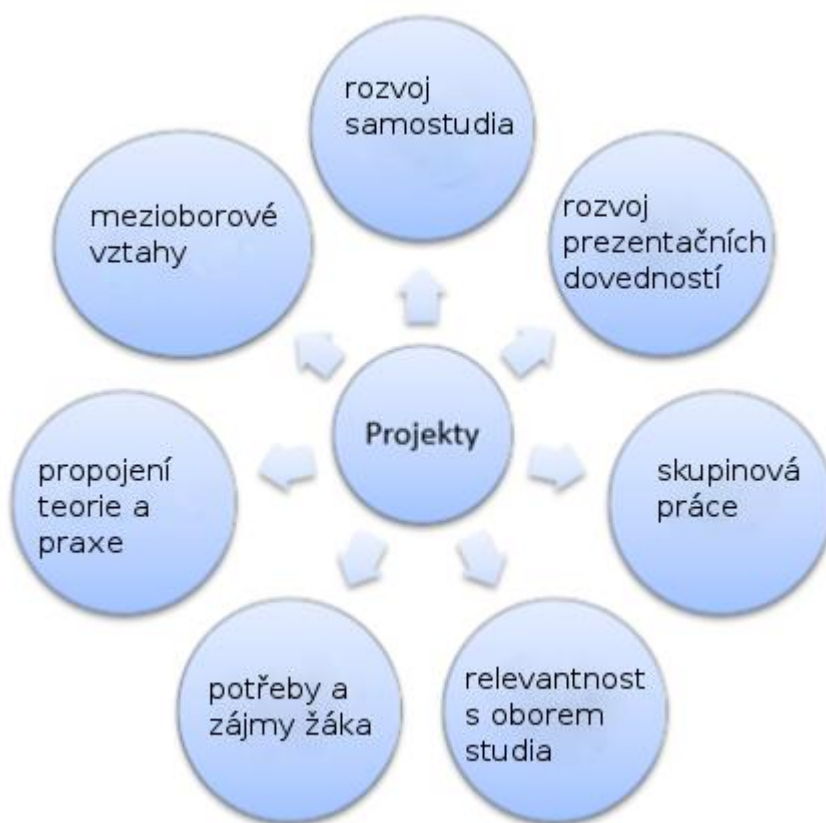 rozvoj
samostudia
rozvoj
prezentačních
dovedností
skupinová
práce
relevantnost
s oborem
studia
potřeby a
zájmy žáka
propojení
teorie a
praxe
mezioborové
vztahy
Projekty